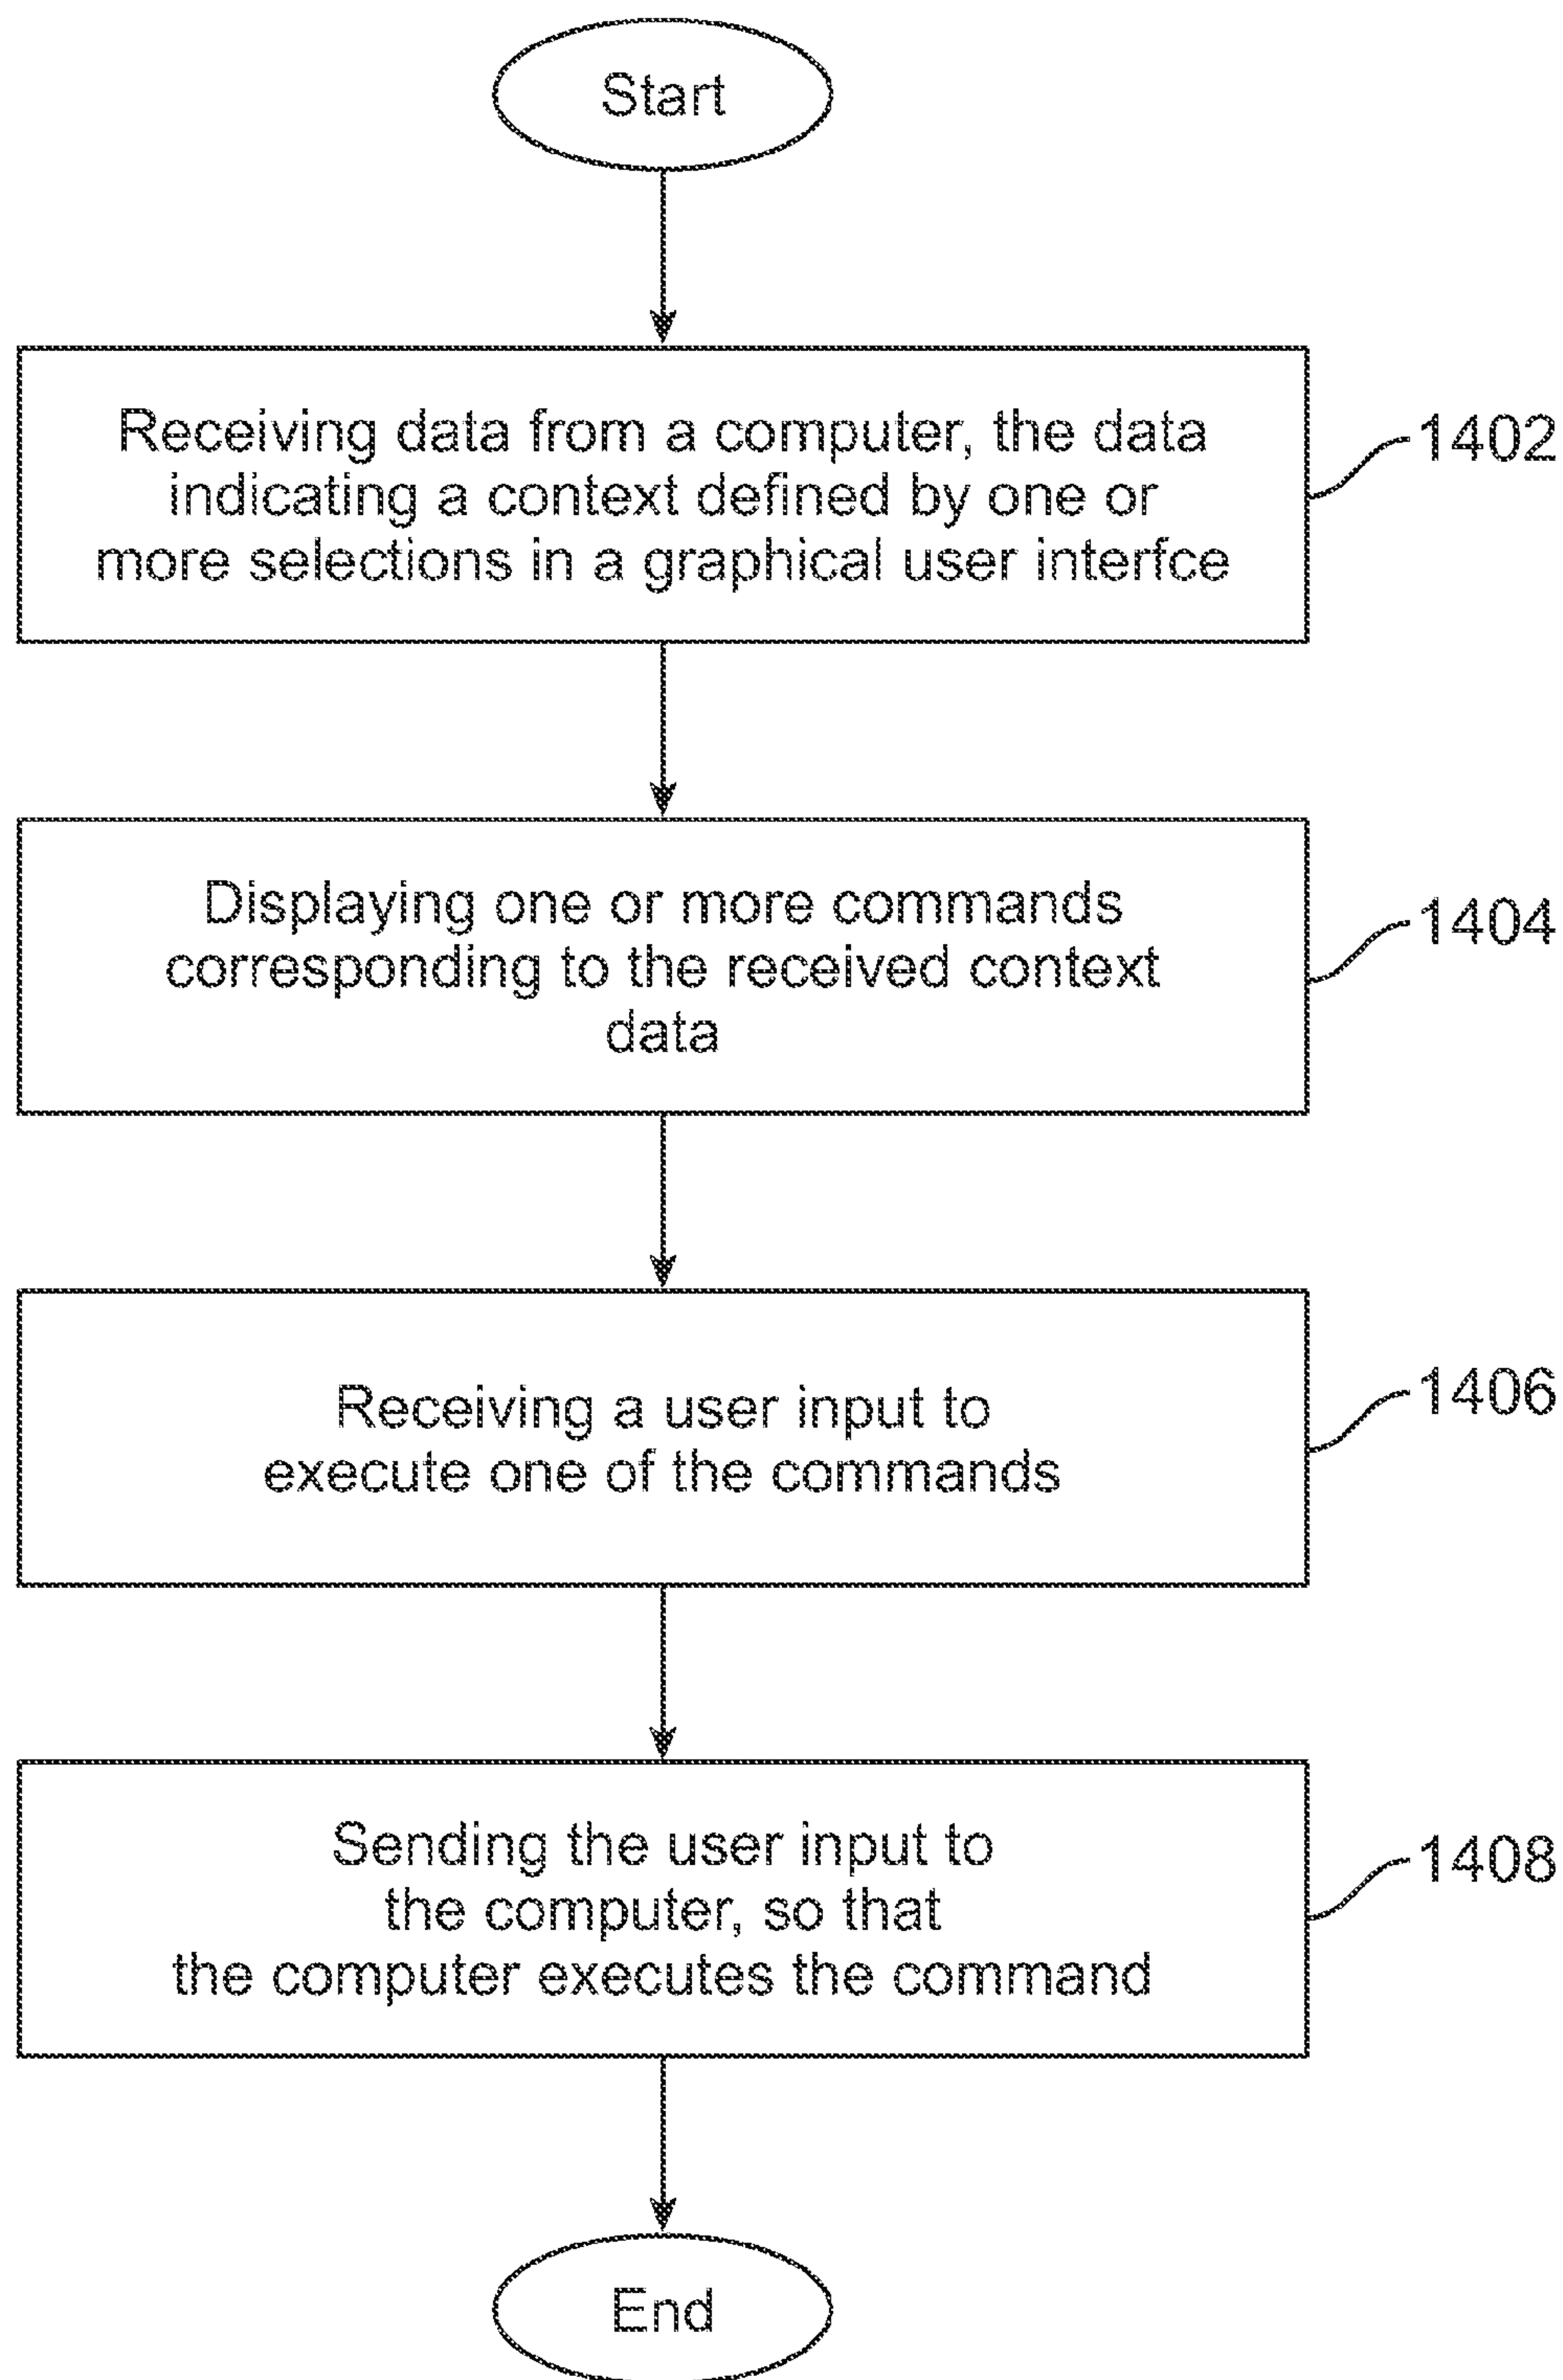 Start
Receiving data from a computer, the data
indicating a context defined by one or
more selections in a graphical user interfce
1402
Displaying one or more commands
corresponding to the received context
data
1404
Receiving a user input to
execute one of the commands
1406
Sending the user input to
the computer, so that
the computer executes the command
1408
End